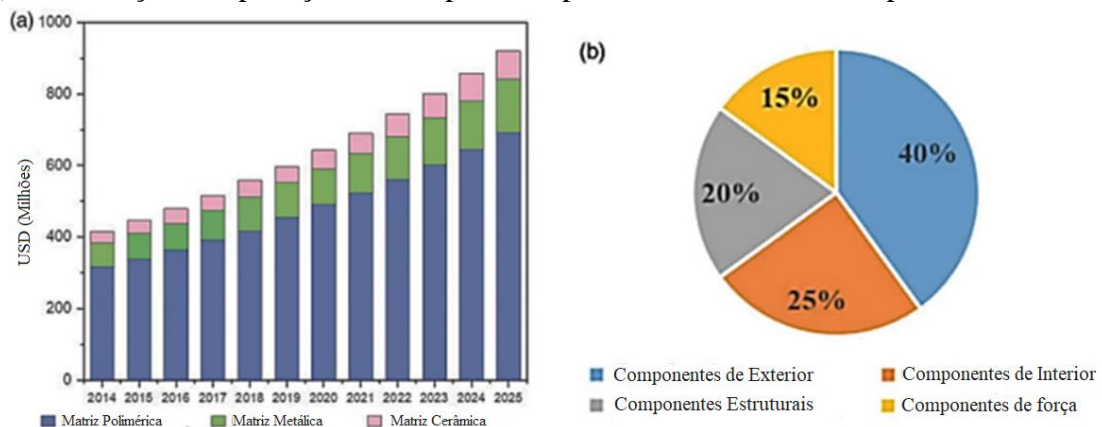 (a)
1000
800
600
400
200
0
USD (Milhões)
2014 2015 2016 2017 2018 2019 2020 2021 2022 2023 2024 2025
Matriz Polimérica Matriz Metálica Matriz Cerâmica
(b)
15%
40%
20%
25%
Componentes de Exterior Componentes de Interior
Componentes Estruturais Componentes de força